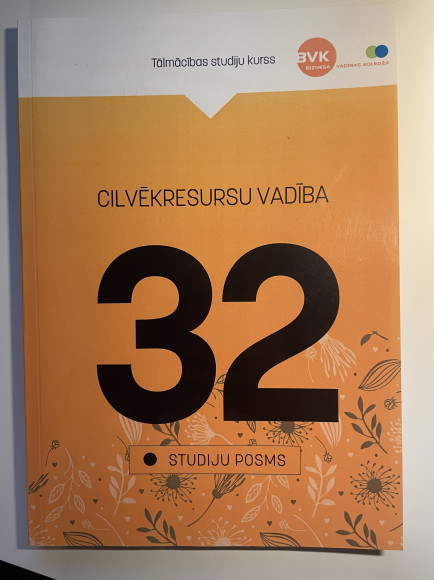 Tālmācības studiju kurss
BVK
BIZNESA
VADĪBAS KOLEDŽA
CILVĒKRESURSU VADĪBA
32
STUDIJU POSMS